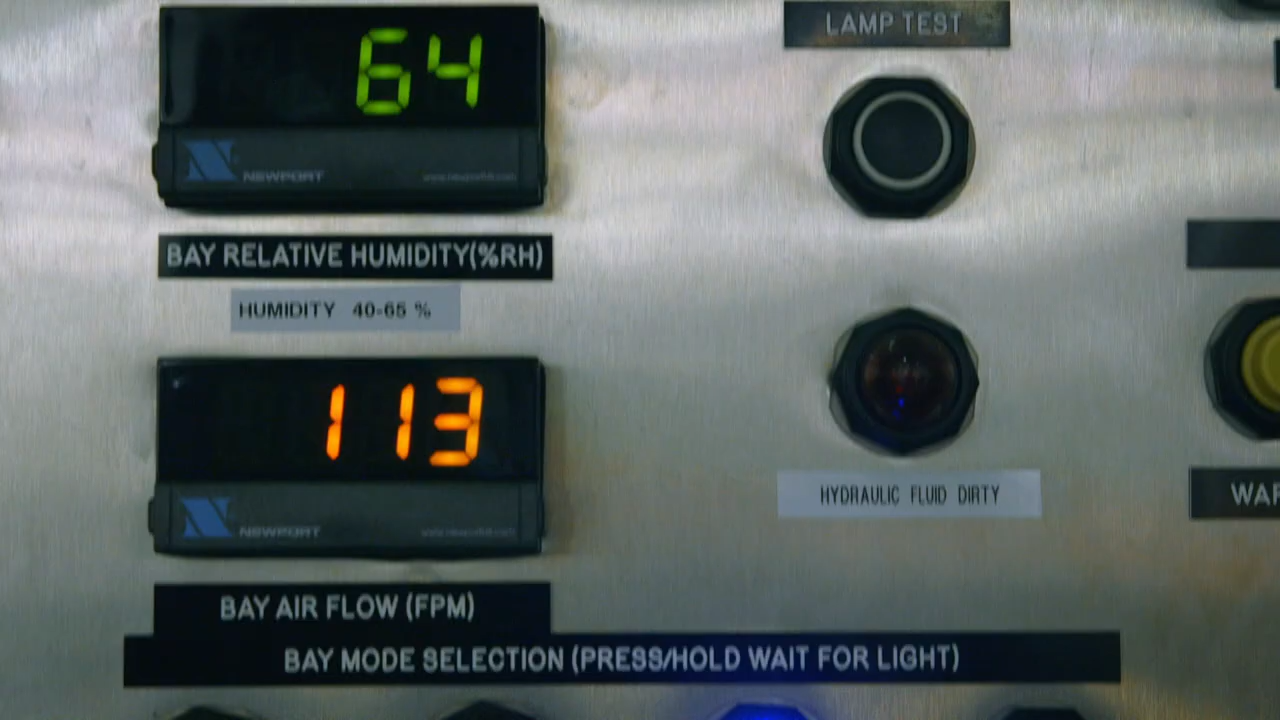 64
NEWPORT
BAY RELATIVE HUMIDITY(%RH)
HUMIDITY 40-65 %
113
NEWPORT
BAY AIR FLOW (FPM)
BAY MODE SELECTION (PRESS/HOLD WAIT FOR LIGHT)
LAMP TEST
HYDRAULIC FLUID DIRTY